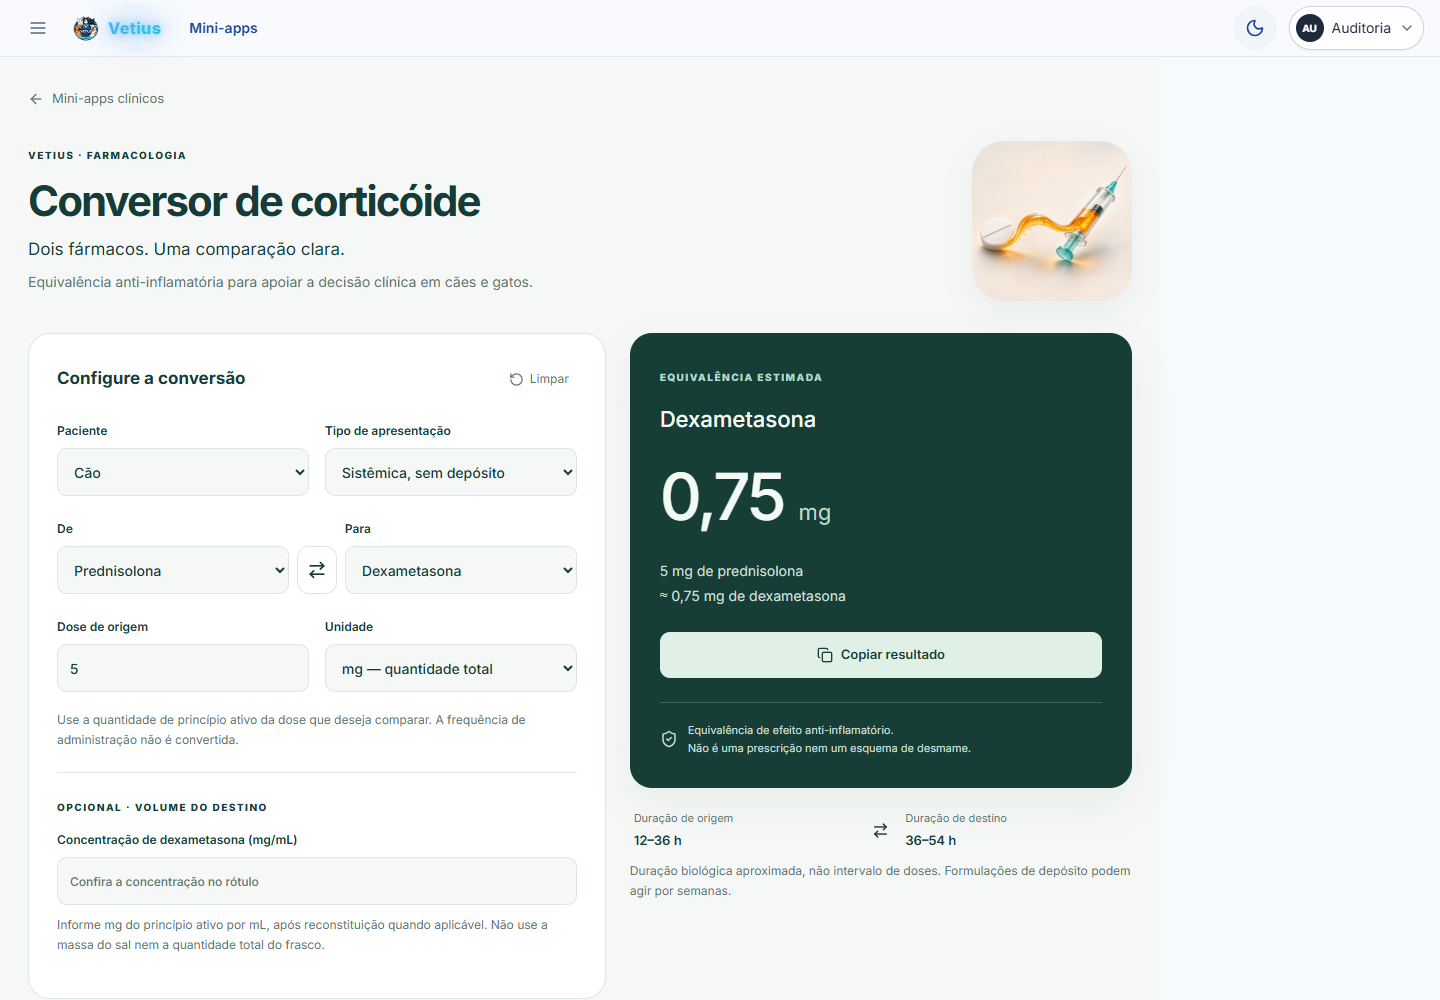 Vetius
Mini-apps
AU
Auditoria
Mini-apps clínicos
VETIUS · FARMACOLOGIA
Conversor de corticóide
Dois fármacos. Uma comparação clara.
Equivalência anti-inflamatória para apoiar a decisão clínica em cães e gatos.
Configure a conversão
Limpar
Paciente
Tipo de apresentação
Cão
Sistêmica, sem depósito
De
Para
Prednisolona
Dexametasona
Dose de origem
Unidade
5
mg — quantidade total
Use a quantidade de princípio ativo da dose que deseja comparar. A frequência de
administração não é convertida.
OPCIONAL · VOLUME DO DESTINO
Concentração de dexametasona (mg/mL)
Confira a concentração no rótulo
Informe mg do princípio ativo por mL, após reconstituição quando aplicável. Não use a
massa do sal nem a quantidade total do frasco.
EQUIVALÊNCIA ESTIMADA
Dexametasona
0,75 mg
5 mg de prednisolona
≈ 0,75 mg de dexametasona
Copiar resultado
Equivalência de efeito anti-inflamatório.
Não é uma prescrição nem um esquema de desmame.
Duração de origem
12–36 h
Duração de destino
36–54 h
Duração biológica aproximada, não intervalo de doses. Formulações de depósito podem
agir por semanas.